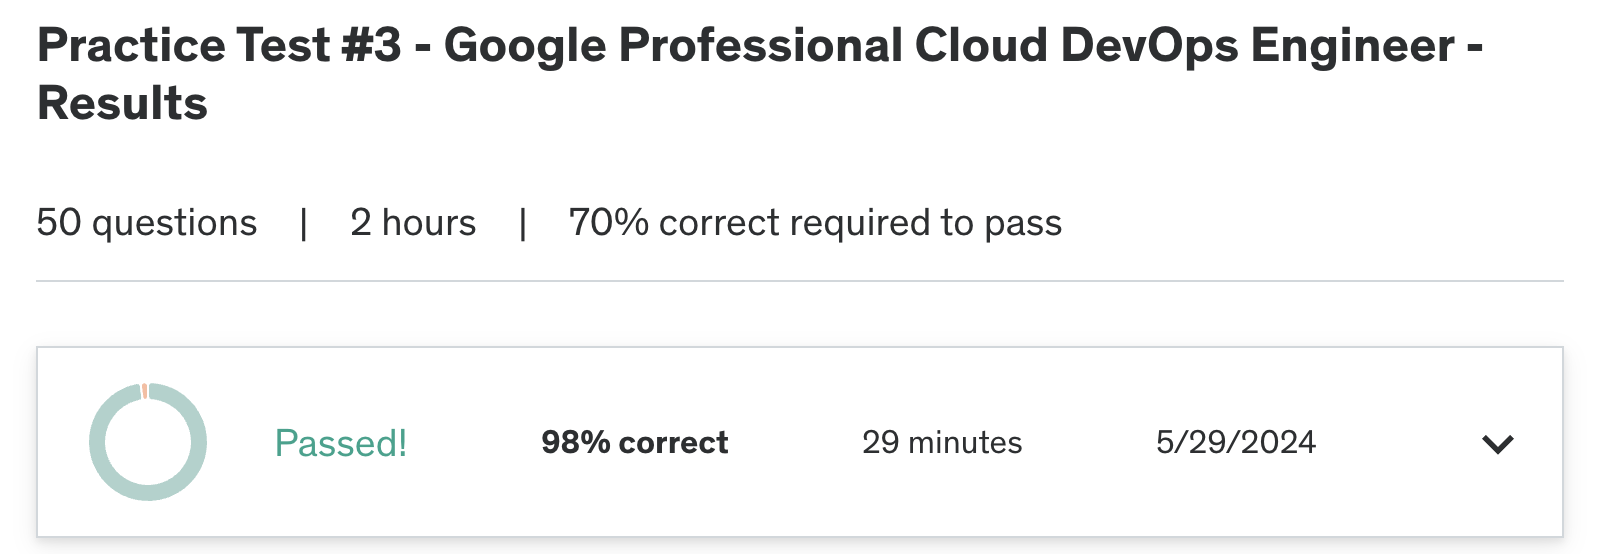 Practice Test #3 - Google Professional Cloud DevOps Engineer -
Results
50 questions | 2 hours | 70% correct required to pass
Passed! 98% correct 29 minutes 5/29/2024